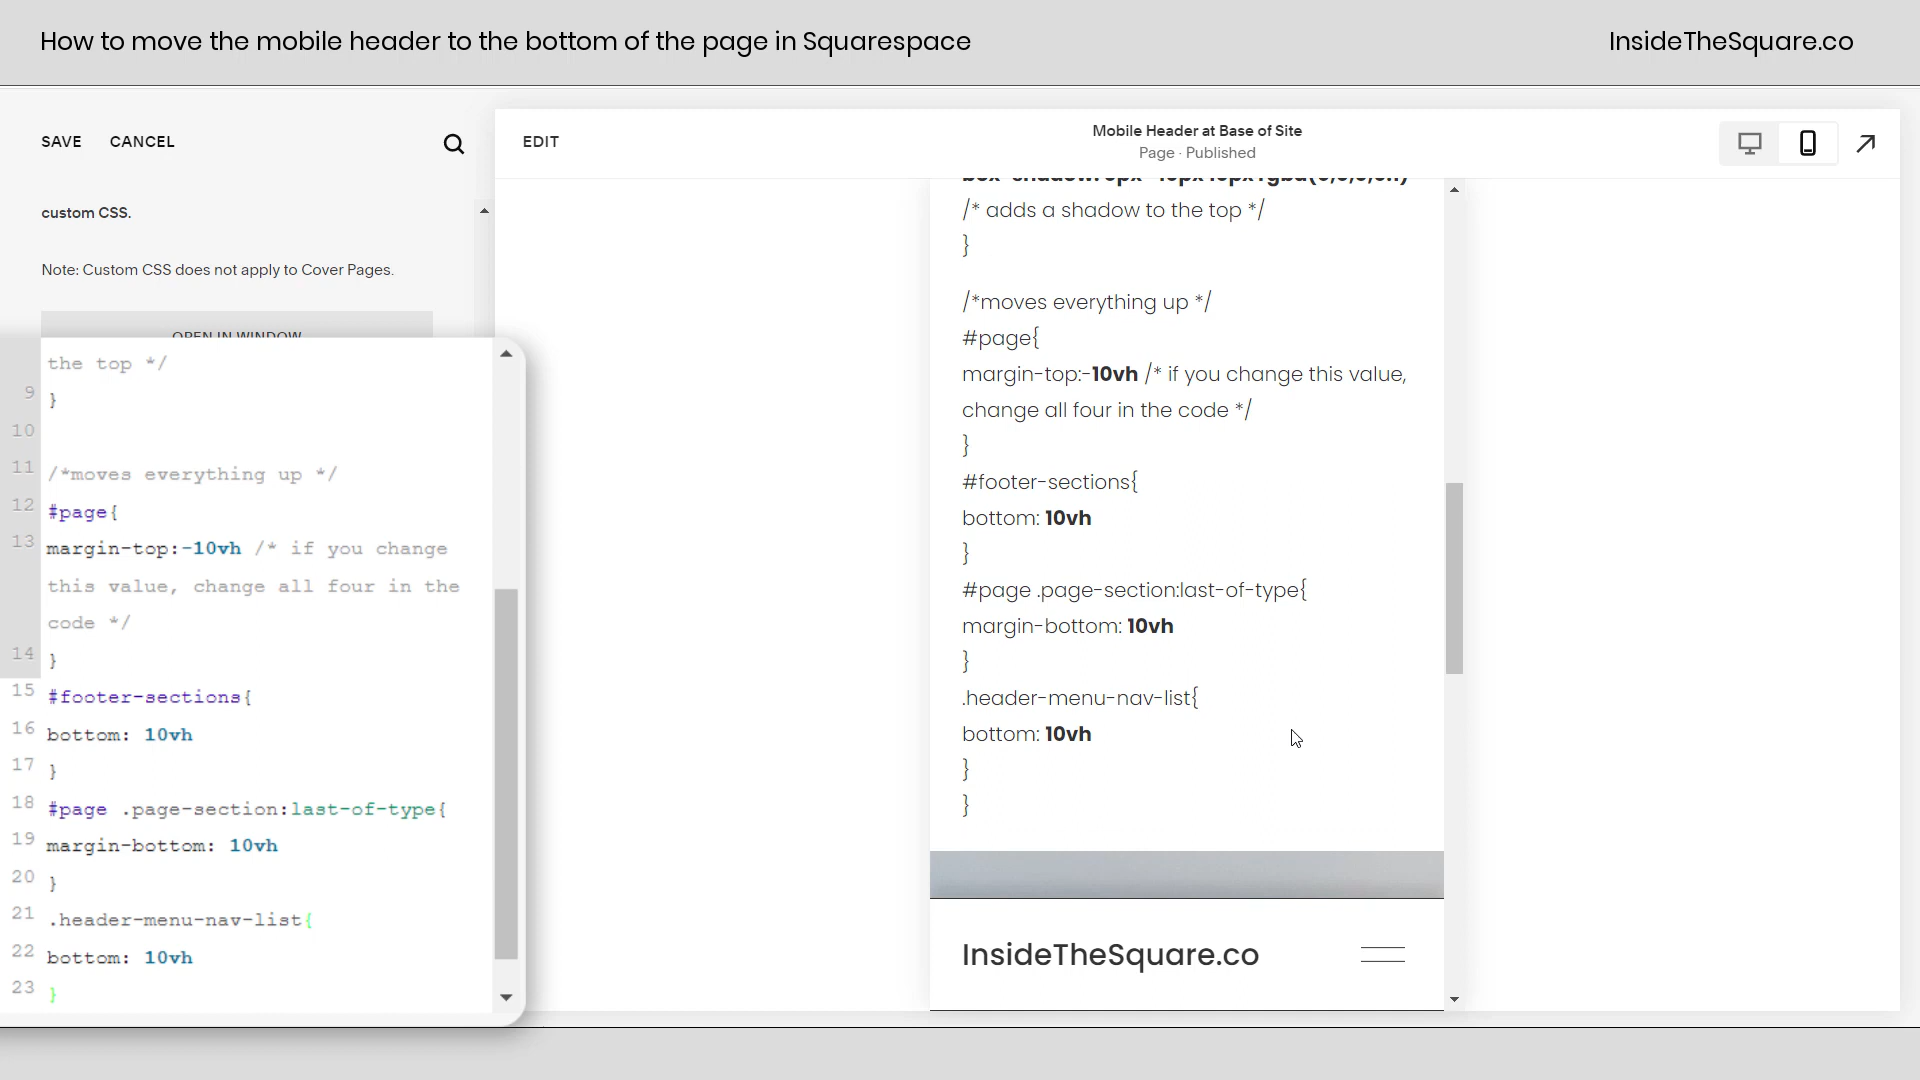 How to move the mobile header to the bottom of the page in Squarespace
InsideTheSquare.co
SAVE
CANCEL
custom CSS.
Note: Custom CSS does not apply to Cover Pages.
OPEN IN WINDOW
the top */
9 }
10
11 /*moves everything up */
12 #page{
13 margin-top:-10vh /* if you change
this value, change all four in the
code */
14 }
15 #footer-sections{
16 bottom: 10vh
17 }
18 #page .page-section:last-of-type{
19 margin-bottom: 10vh
20 }
21 .header-menu-nav-list{
22 bottom: 10vh
23 }
EDIT
Mobile Header at Base of Site
Page · Published
/* adds a shadow to the top */
}
/*moves everything up */
#page{
margin-top:-10vh /* if you change this value,
change all four in the code */
}
#footer-sections{
bottom: 10vh
}
#page .page-section:last-of-type{
margin-bottom: 10vh
}
.header-menu-nav-list{
bottom: 10vh
}
}
InsideTheSquare.co